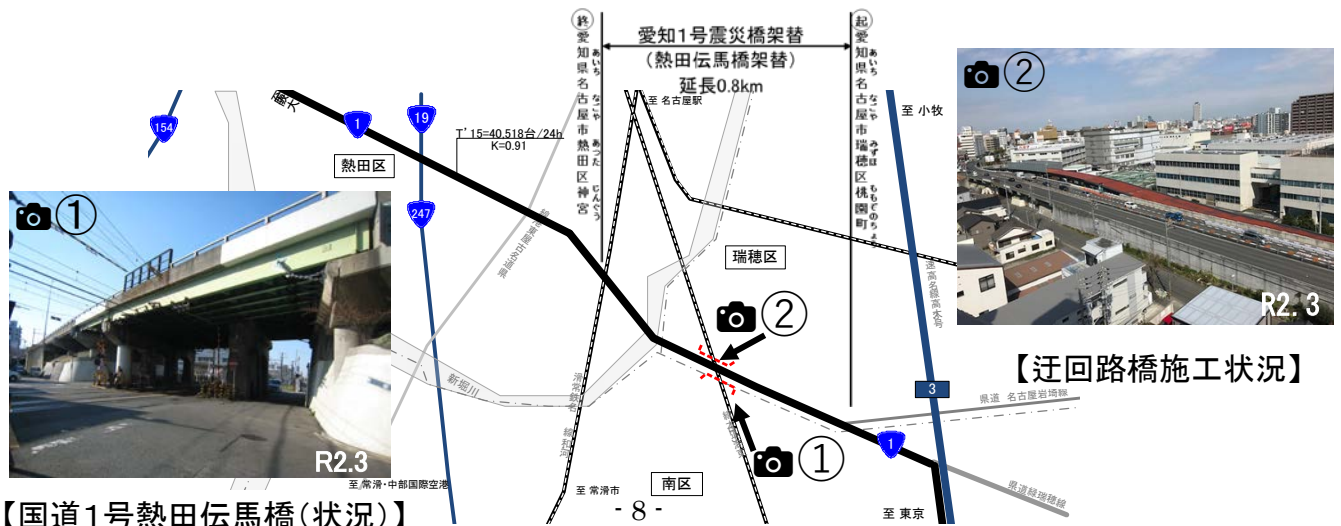 愛知1号震災橋架替
(熱田伝馬橋架替)
延長0.8km
終
愛知県名古屋市熱田区神宮
あいち なごや あつた じんぐう
起
愛知県名古屋市瑞穂区桃園町
あいち なごや みずほ ももぞのちょう
至 名古屋駅
至 小牧
至 大阪
154
1
19
T'15=40.518台/24h
K=0.91
熱田区
247
瑞穂区
①
R2.3
【国道1号熱田伝馬橋(状況)】
②
R2.3
【迂回路橋施工状況】
②
①
新堀川
3
県道 名古屋岩崎線
1
県道緑瑞穂線
南区
至 常滑・中部国際空港
至 常滑市
至 東京
- 8 -